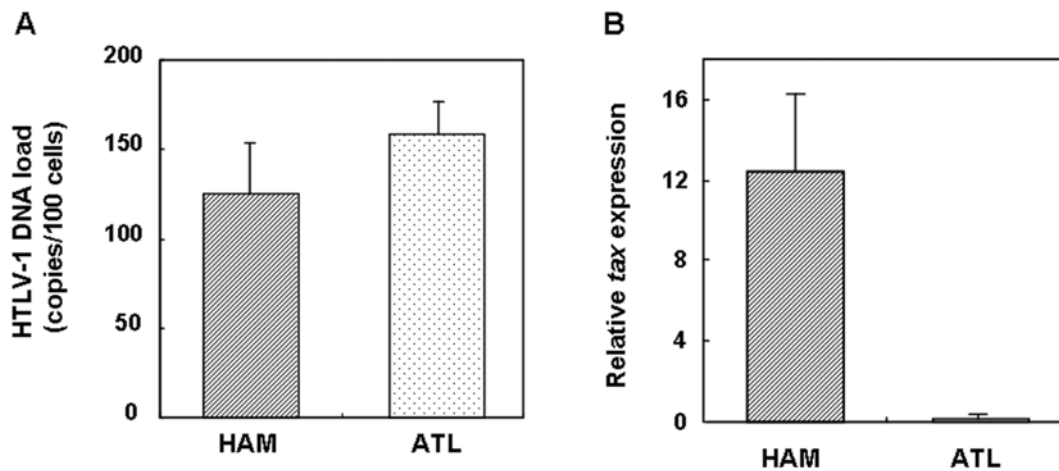 A
HTLV-1 DNA load
(copies/100 cells)
200
150
100
50
0
HAM
ATL
B
Relative tax expression
16
12
8
4
0
HAM
ATL